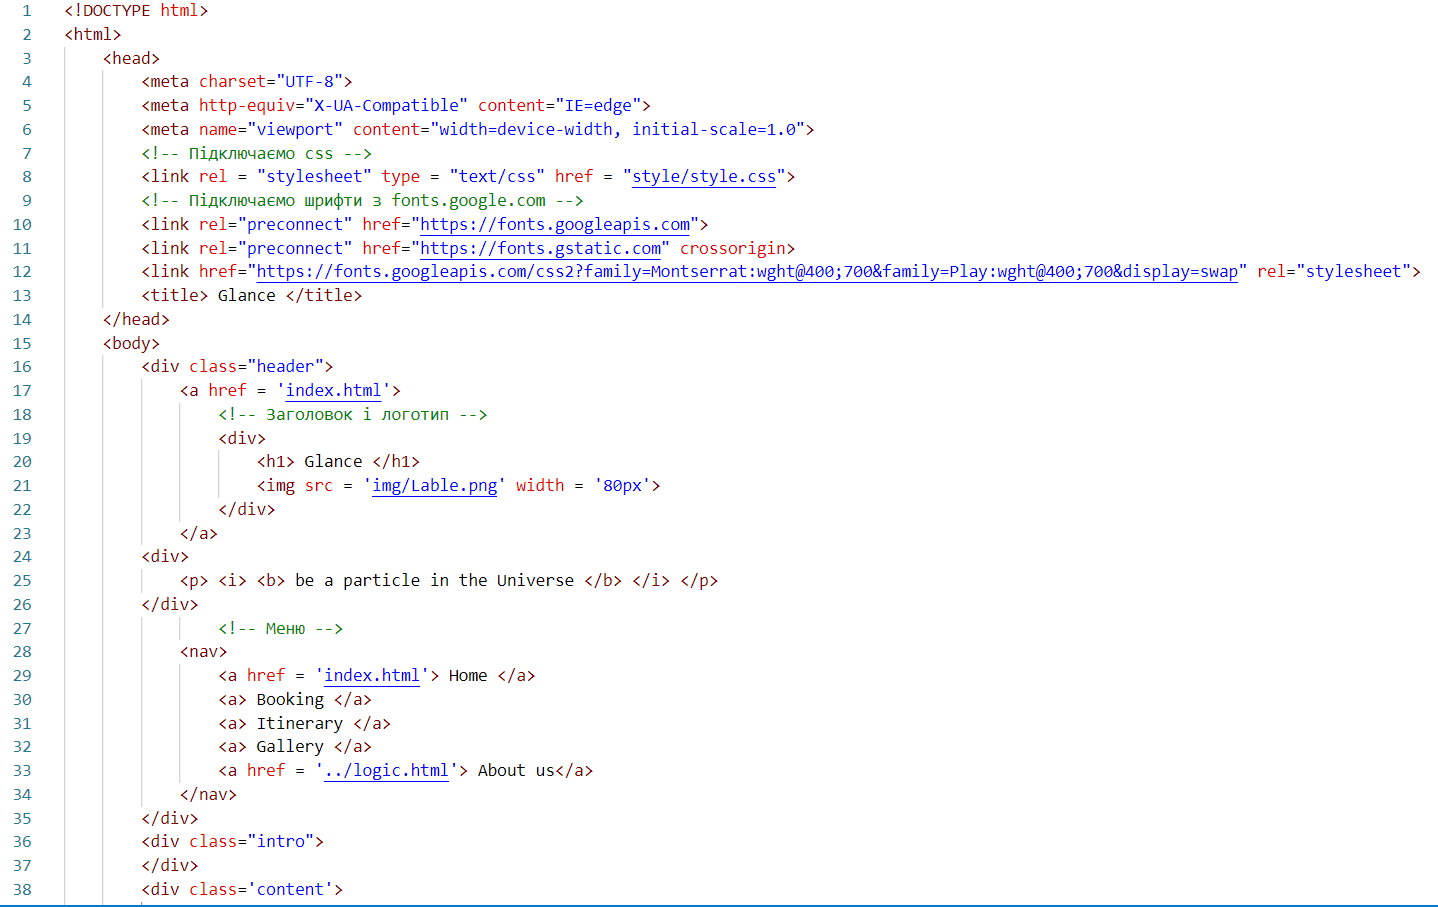 1 <!DOCTYPE html>
2 <html>
3 <head>
4 <meta charset="UTF-8">
5 <meta http-equiv="X-UA-Compatible" content="IE=edge">
6 <meta name="viewport" content="width=device-width, initial-scale=1.0">
7 <!-- Підключаємо css -->
8 <link rel = "stylesheet" type = "text/css" href = "style/style.css">
9 <!-- Підключаємо шрифти з fonts.google.com -->
10 <link rel="preconnect" href="https://fonts.googleapis.com">
11 <link rel="preconnect" href="https://fonts.gstatic.com" crossorigin>
12 <link href="https://fonts.googleapis.com/css2?family=Montserrat:wght@400;700&family=Play:wght@400;700&display=swap" rel="stylesheet">
13 <title> Glance </title>
14 </head>
15 <body>
16 <div class="header">
17 <a href = 'index.html'>
18 <!-- Заголовок і логотип -->
19 <div>
20 <h1> Glance </h1>
21 <img src = 'img/Lable.png' width = '80px'>
22 </div>
23 </a>
24 <div>
25 <p> <i> <b> be a particle in the Universe </b> </i> </p>
26 </div>
27 <!-- Меню -->
28 <nav>
29 <a href = 'index.html'> Home </a>
30 <a> Booking </a>
31 <a> Itinerary </a>
32 <a> Gallery </a>
33 <a href = '../logic.html'> About us</a>
34 </nav>
35 </div>
36 <div class="intro">
37 </div>
38 <div class='content'>